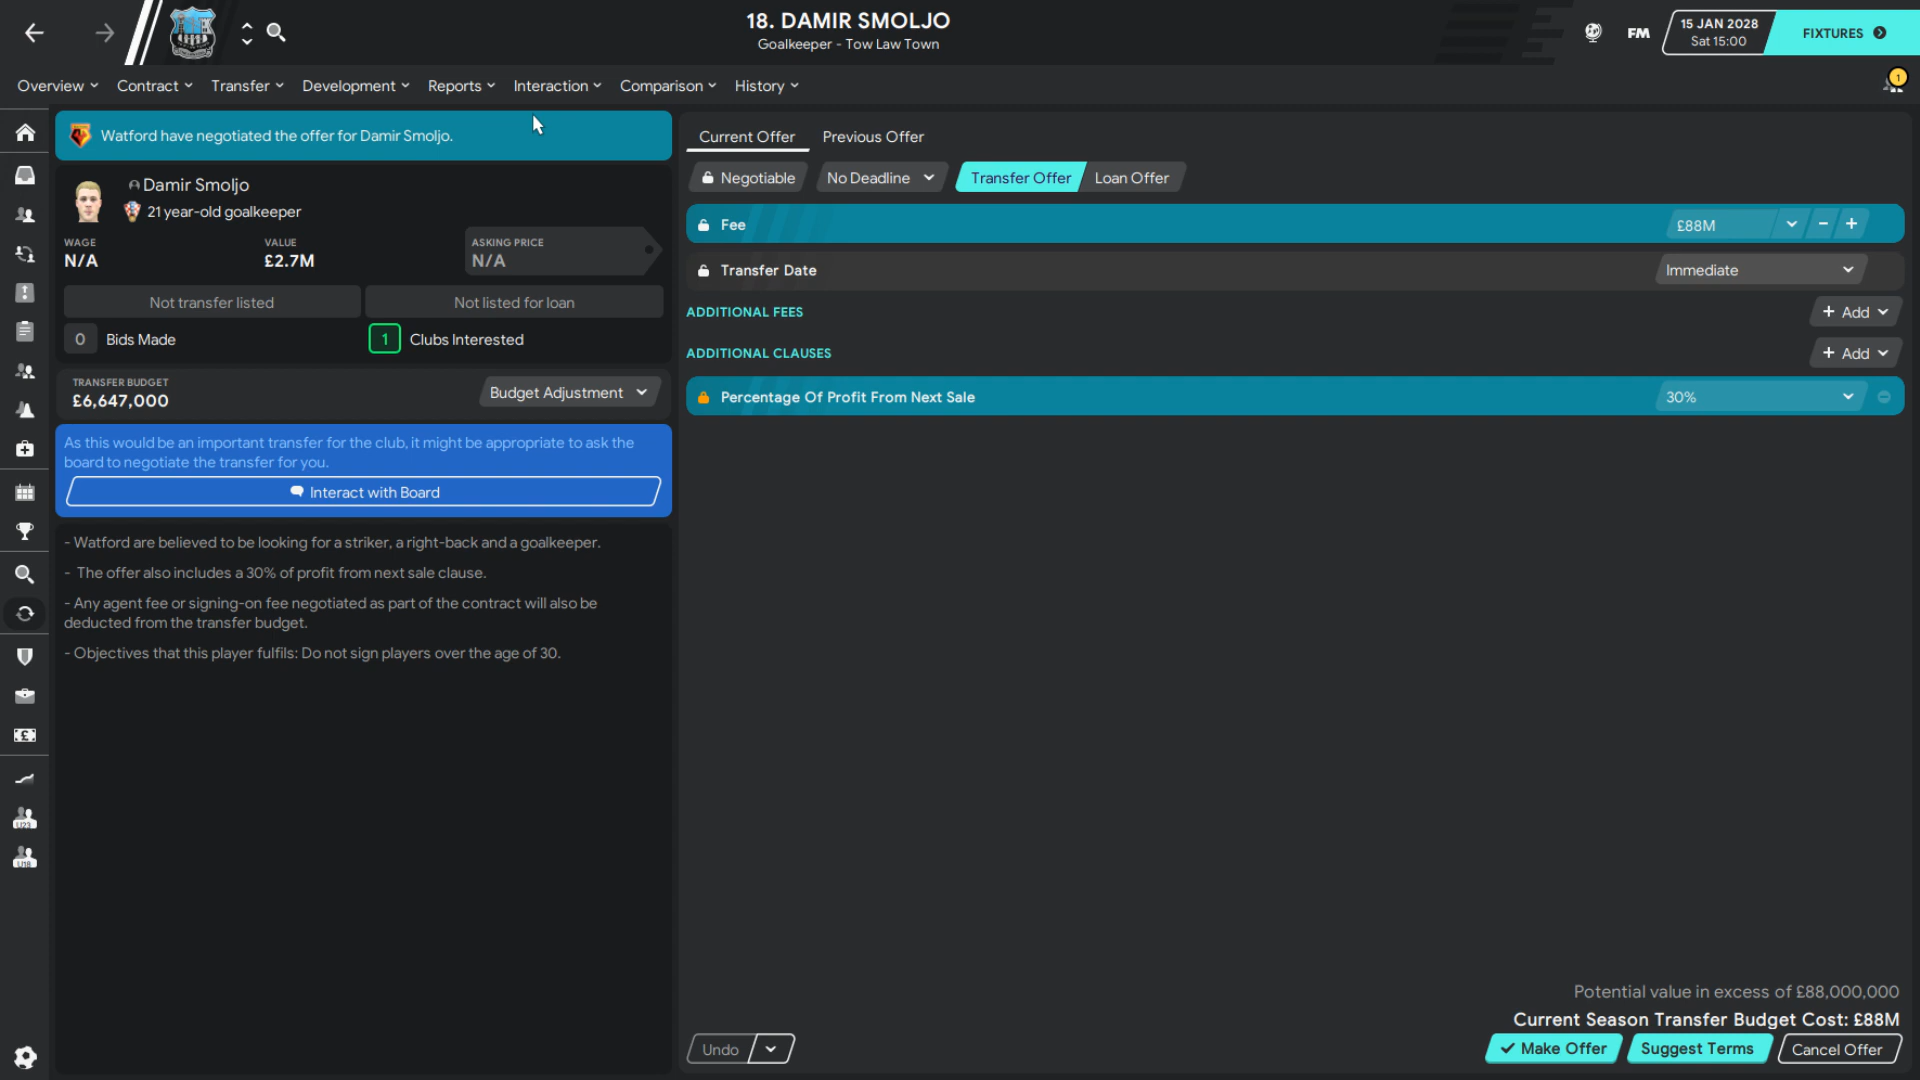 18. DAMIR SMOLJO
Goalkeeper - Tow Law Town
FM
15 JAN 2028
Sat 15:00
FIXTURES
Overview
Contract
Transfer
Development
Reports
Interaction
Comparison
History
1
Watford have negotiated the offer for Damir Smoljo.
Damir Smoljo
21 year-old goalkeeper
WAGE
N/A
VALUE
£2.7M
ASKING PRICE
N/A
Not transfer listed
Not listed for loan
0 Bids Made
1 Clubs Interested
TRANSFER BUDGET
£6,647,000
Budget Adjustment
As this would be an important transfer for the club, it might be appropriate to ask the
board to negotiate the transfer for you.
Interact with Board
- Watford are believed to be looking for a striker, a right-back and a goalkeeper.
- The offer also includes a 30% of profit from next sale clause.
- Any agent fee or signing-on fee negotiated as part of the contract will also be
deducted from the transfer budget.
- Objectives that this player fulfils: Do not sign players over the age of 30.
Current Offer
Previous Offer
Negotiable
No Deadline
Transfer Offer
Loan Offer
Fee
£88M
Transfer Date
Immediate
ADDITIONAL FEES
+ Add
ADDITIONAL CLAUSES
+ Add
Percentage Of Profit From Next Sale
30%
Potential value in excess of £88,000,000
Current Season Transfer Budget Cost: £88M
Undo
Make Offer
Suggest Terms
Cancel Offer
U23
U18